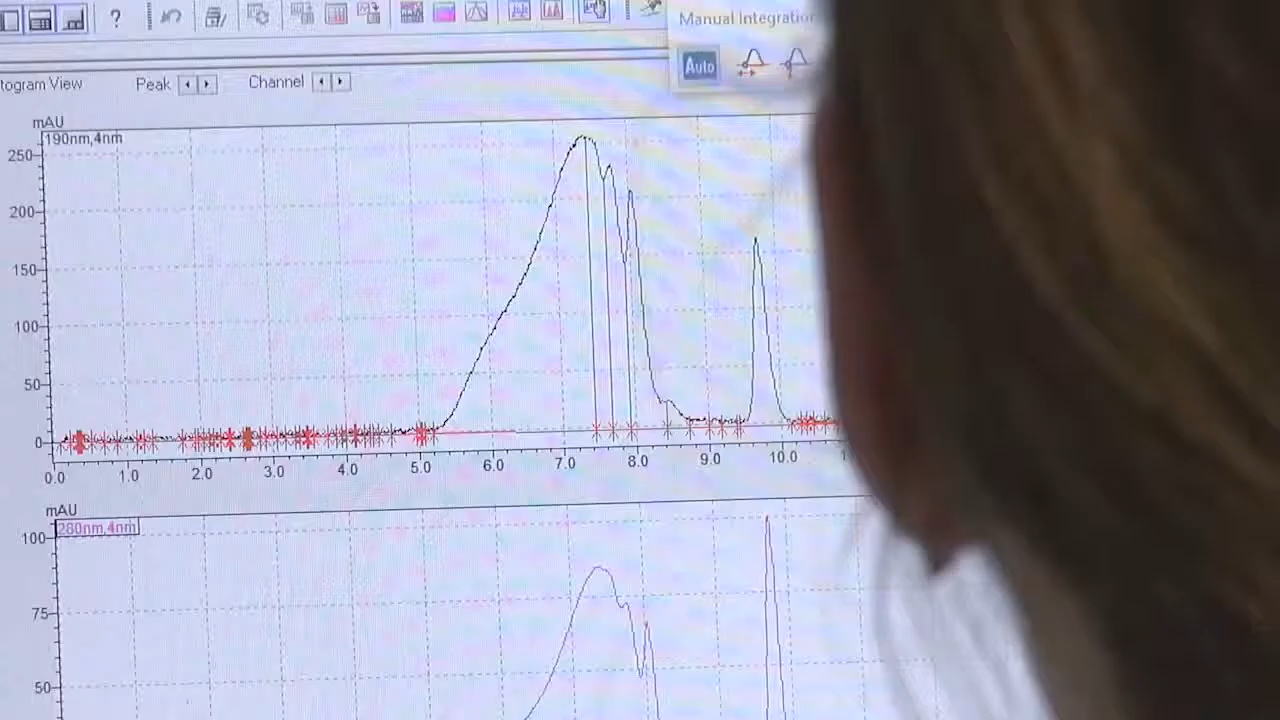 ?
Manual Integration
Auto
togram View Peak Channel
mAU
190nm,4nm
250
200
150
100
50
0
0.0 1.0 2.0 3.0 4.0 5.0 6.0 7.0 8.0 9.0 10.0 1
mAU
280nm,4nm
100
75
50